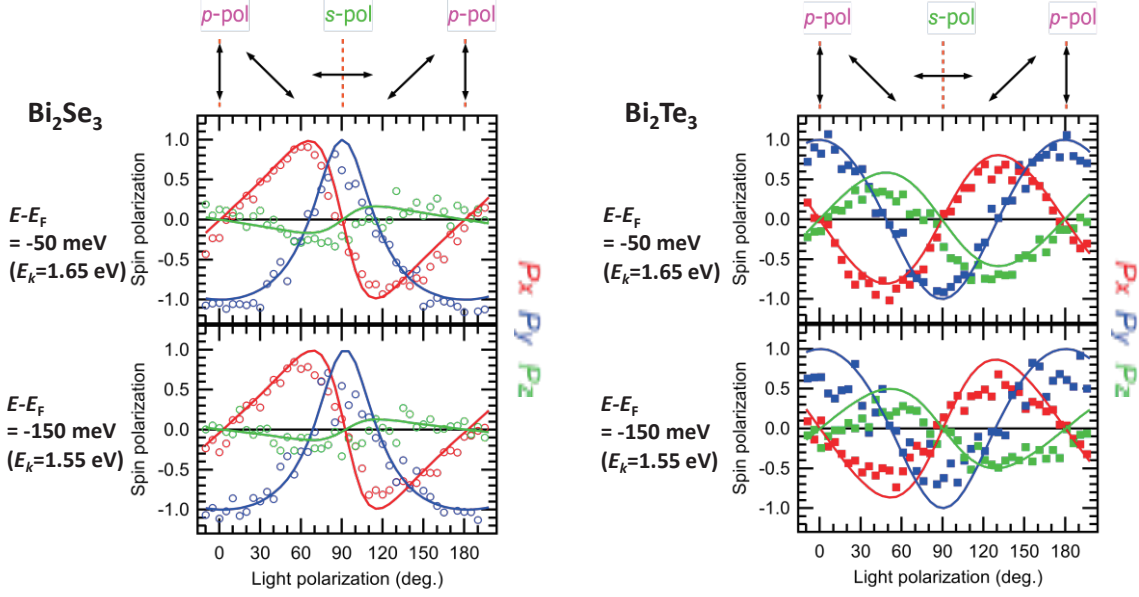 p-pol
s-pol
p-pol
Bi2Se3
Spin polarization
1.0
0.5
0.0
-0.5
-1.0
E-EF
= -50 meV
(Ek=1.65 eV)
Spin polarization
1.0
0.5
0.0
-0.5
-1.0
E-EF
= -150 meV
(Ek=1.55 eV)
0 30 60 90 120 150 180
Light polarization (deg.)
Px Py Pz
p-pol
s-pol
p-pol
Bi2Te3
Spin polarization
1.0
0.5
0.0
-0.5
-1.0
E-EF
= -50 meV
(Ek=1.65 eV)
Spin polarization
1.0
0.5
0.0
-0.5
-1.0
E-EF
= -150 meV
(Ek=1.55 eV)
0 30 60 90 120 150 180
Light polarization (deg.)
Px Py Pz